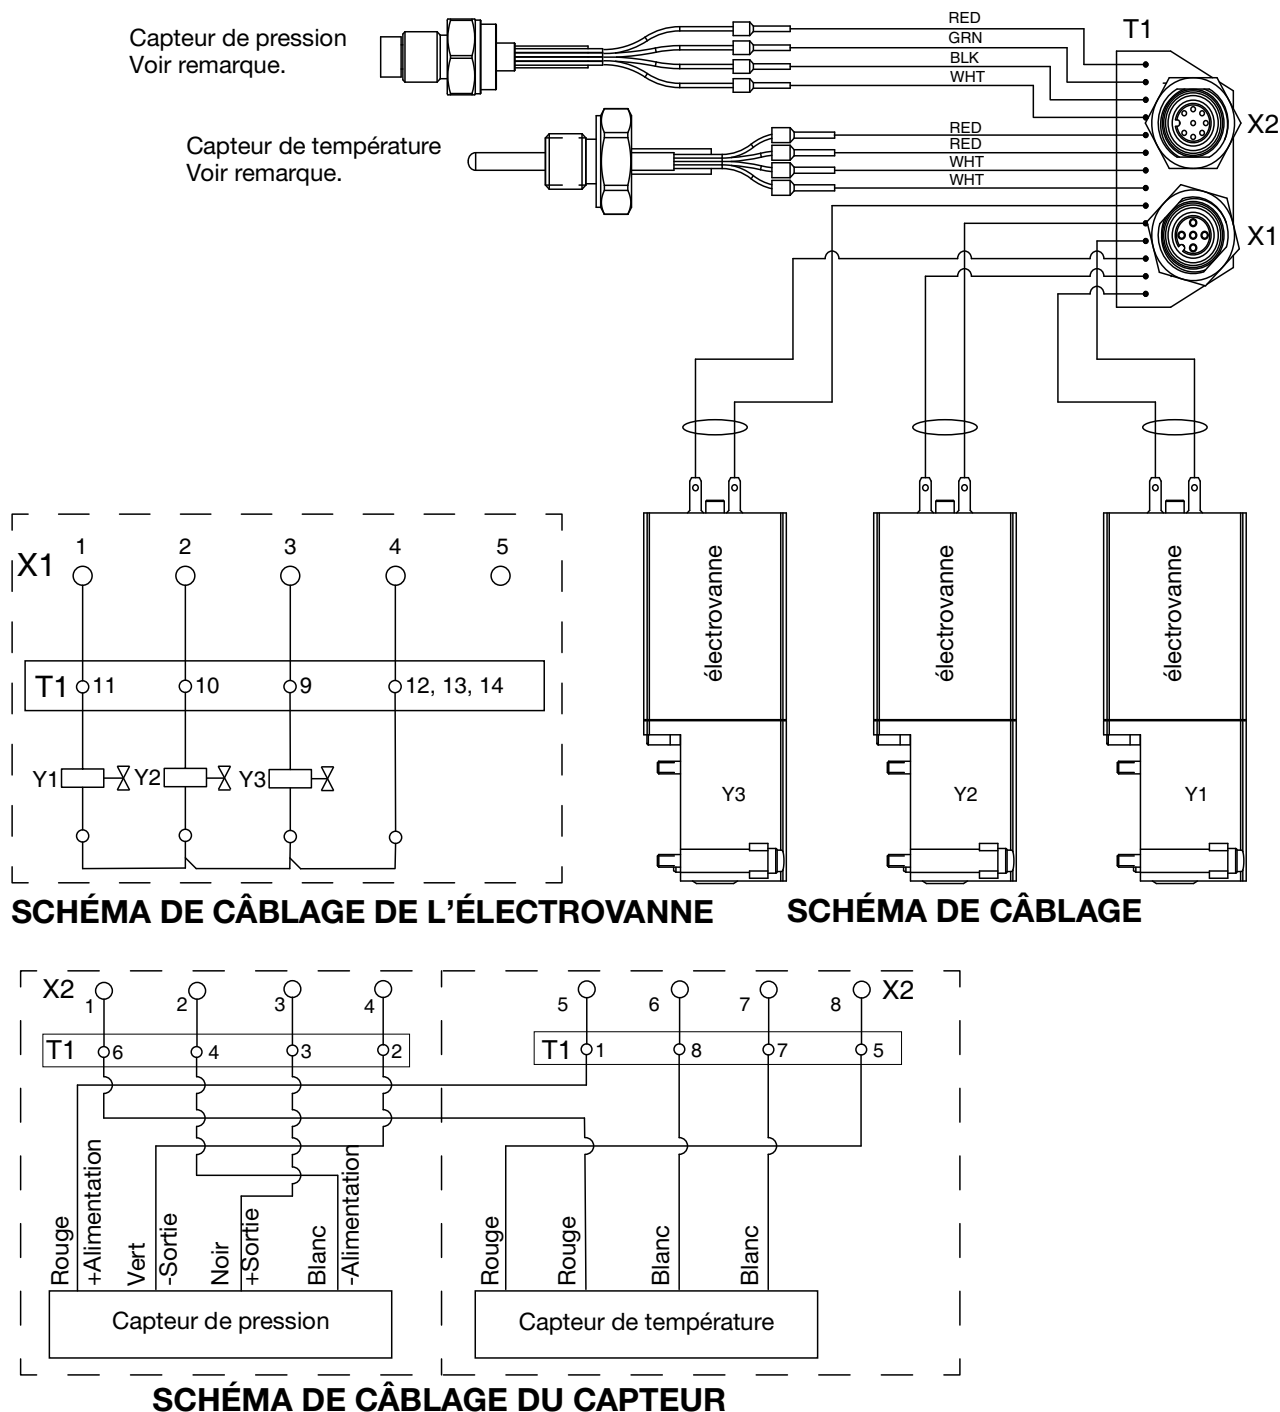 Capteur de pression
Voir remarque.
RED
GRN
BLK
WHT
T1
X2
Capteur de température
Voir remarque.
RED
RED
WHT
WHT
X1
électrovanne
électrovanne
électrovanne
Y3
Y2
Y1
X1
1 2 3 4 5
T1 11 10 9 12, 13, 14
Y1 Y2 Y3
SCHÉMA DE CÂBLAGE DE L'ÉLECTROVANNE
SCHÉMA DE CÂBLAGE
X2 1 2 3 4
5 6 7 8 X2
T1 6 4 3 2
T1 1 8 7 5
Rouge
+Alimentation
Vert
-Sortie
Noir
+Sortie
Blanc
-Alimentation
Rouge
Rouge
Blanc
Blanc
Capteur de pression
Capteur de température
SCHÉMA DE CÂBLAGE DU CAPTEUR